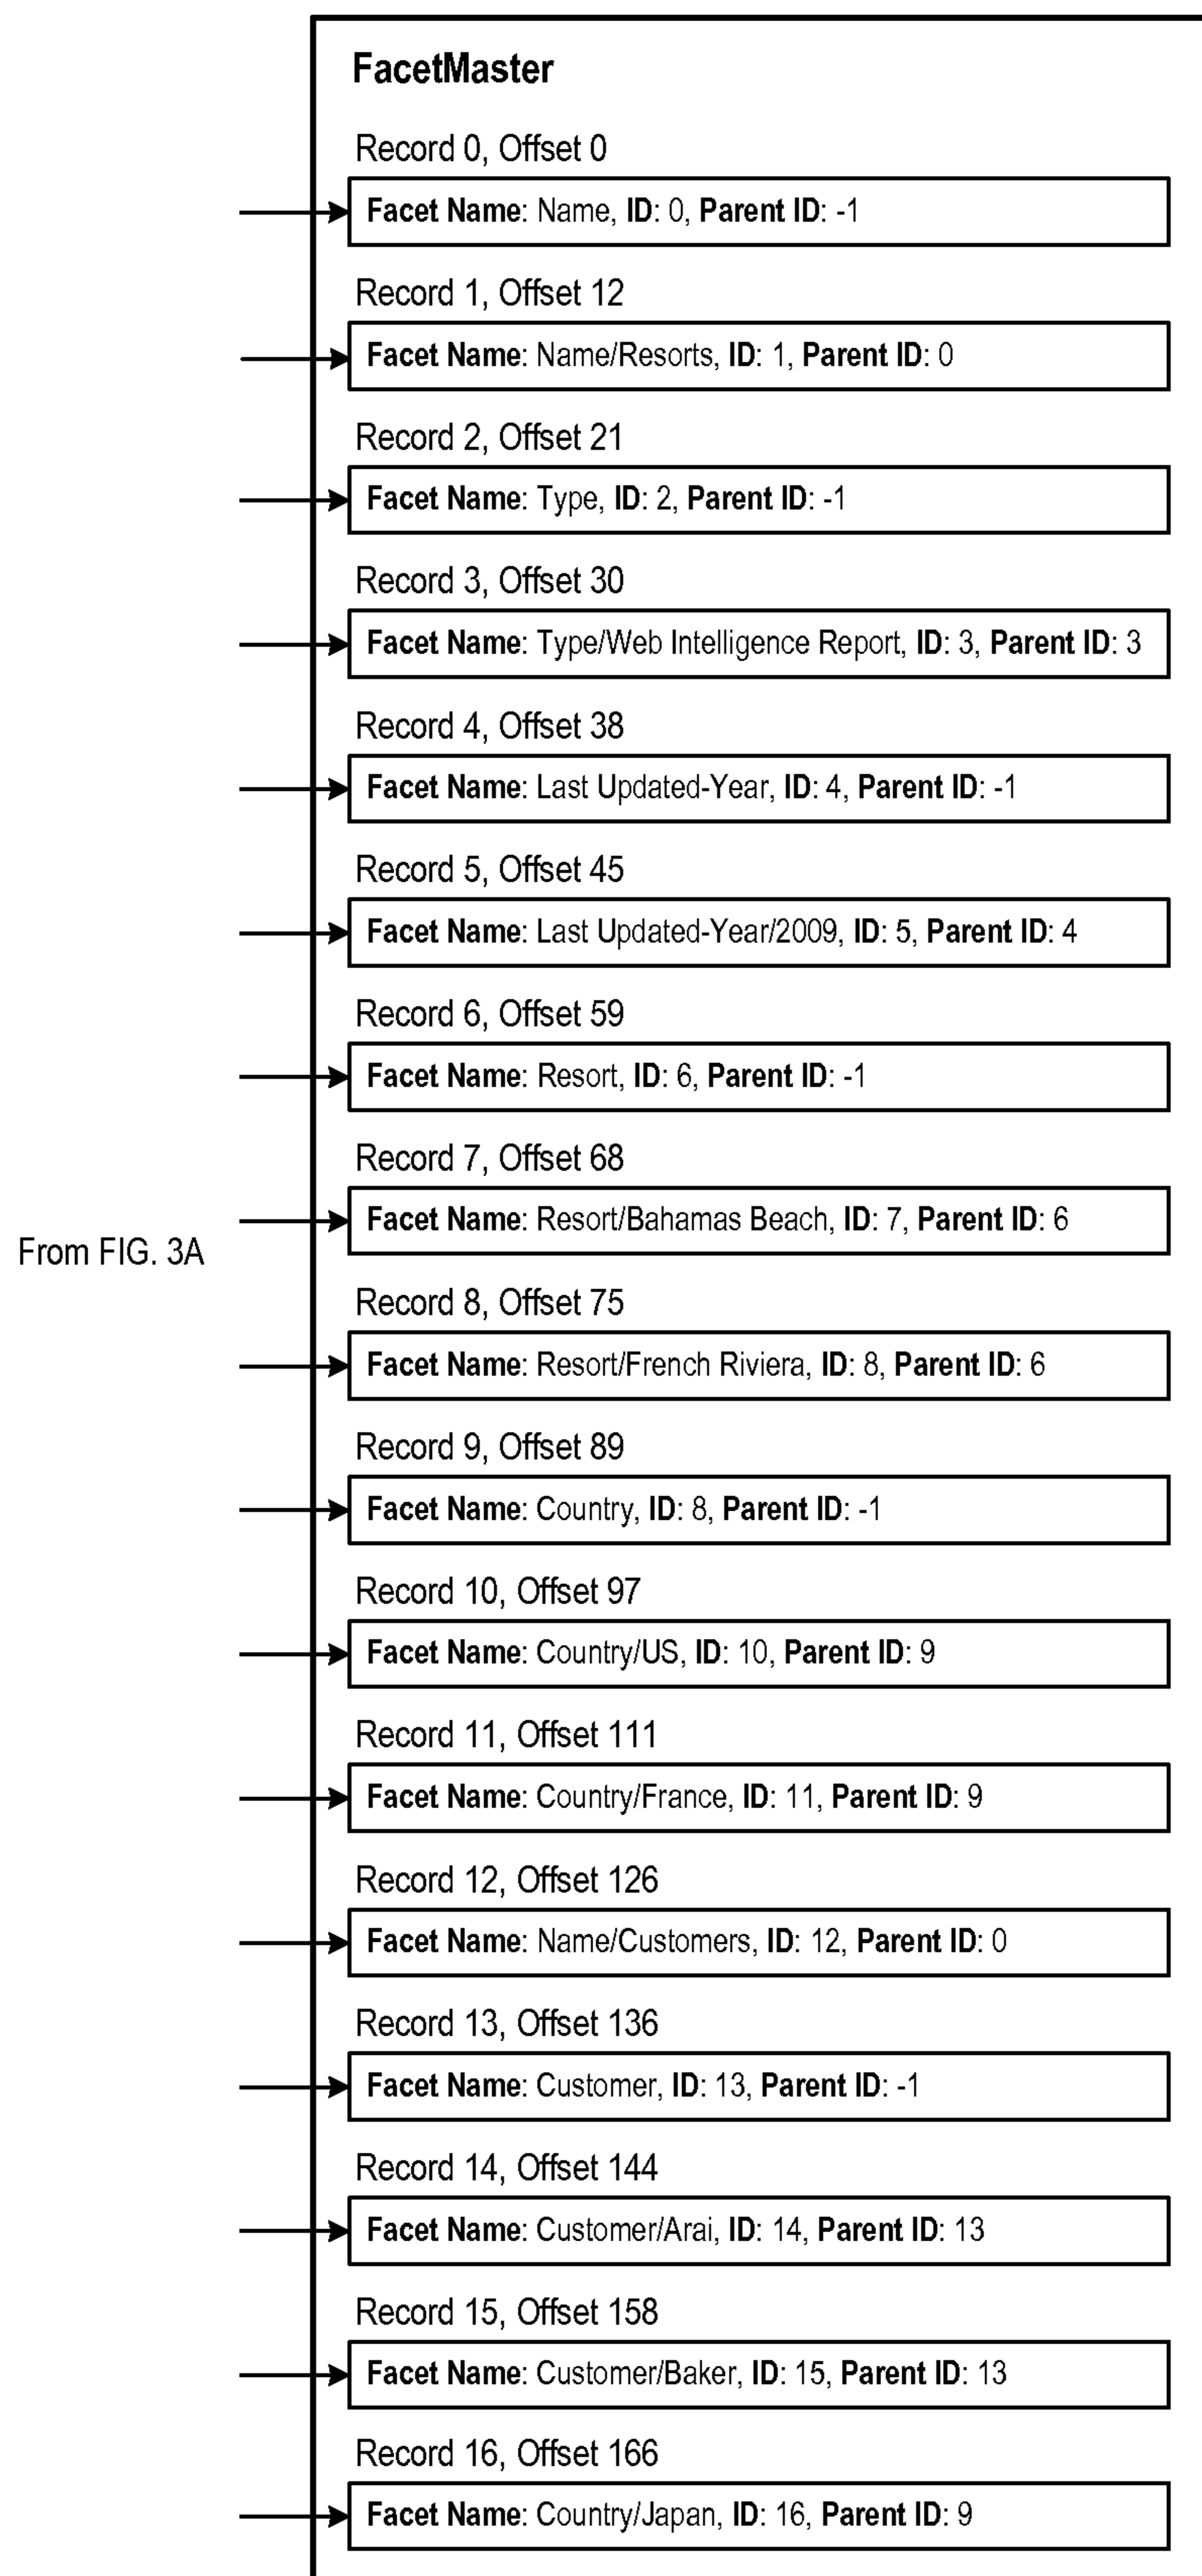 FacetMaster
Record 0, Offset 0
Facet Name: Name, ID: 0, Parent ID: -1
Record 1, Offset 12
Facet Name: Name/Resorts, ID: 1, Parent ID: 0
Record 2, Offset 21
Facet Name: Type, ID: 2, Parent ID: -1
Record 3, Offset 30
Facet Name: Type/Web Intelligence Report, ID: 3, Parent ID: 3
Record 4, Offset 38
Facet Name: Last Updated-Year, ID: 4, Parent ID: -1
Record 5, Offset 45
Facet Name: Last Updated-Year/2009, ID: 5, Parent ID: 4
Record 6, Offset 59
Facet Name: Resort, ID: 6, Parent ID: -1
Record 7, Offset 68
Facet Name: Resort/Bahamas Beach, ID: 7, Parent ID: 6
From FIG. 3A
Record 8, Offset 75
Facet Name: Resort/French Riviera, ID: 8, Parent ID: 6
Record 9, Offset 89
Facet Name: Country, ID: 8, Parent ID: -1
Record 10, Offset 97
Facet Name: Country/US, ID: 10, Parent ID: 9
Record 11, Offset 111
Facet Name: Country/France, ID: 11, Parent ID: 9
Record 12, Offset 126
Facet Name: Name/Customers, ID: 12, Parent ID: 0
Record 13, Offset 136
Facet Name: Customer, ID: 13, Parent ID: -1
Record 14, Offset 144
Facet Name: Customer/Arai, ID: 14, Parent ID: 13
Record 15, Offset 158
Facet Name: Customer/Baker, ID: 15, Parent ID: 13
Record 16, Offset 166
Facet Name: Country/Japan, ID: 16, Parent ID: 9